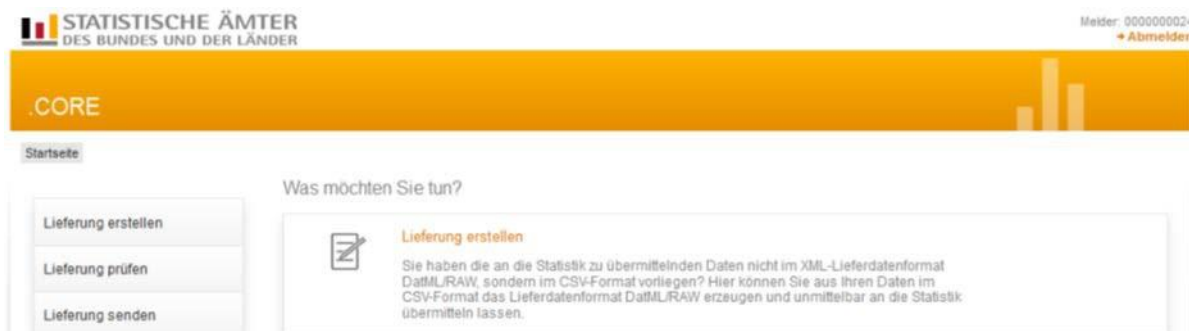 STATISTISCHE ÄMTER
DES BUNDES UND DER LÄNDER
Melder: 000000024
Abmelden
.CORE
Startseite
Was möchten Sie tun?
Lieferung erstellen
Lieferung prüfen
Lieferung senden
Lieferung erstellen
Sie haben die an die Statistik zu übermittelnden Daten nicht im XML-Lieferdatenformat
DatML/RAW, sondern im CSV-Format vorliegen? Hier können Sie aus Ihren Daten im
CSV-Format das Lieferdatenformat DatML/RAW erzeugen und unmittelbar an die Statistik
übermitteln lassen.